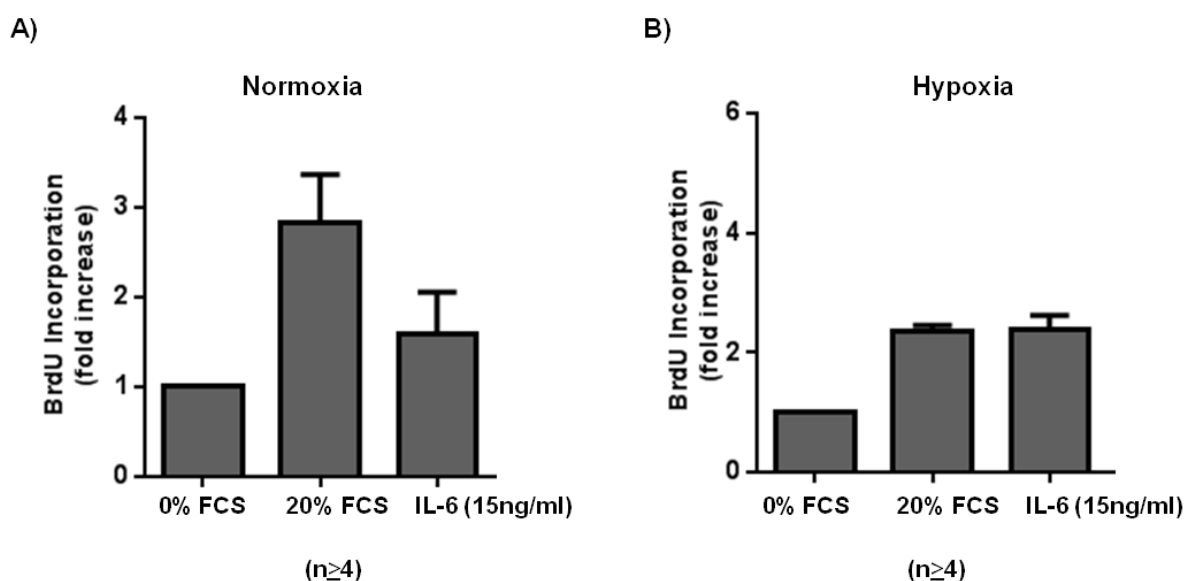 A)
Normoxia
BrdU Incorporation
(fold increase)
4
3
2
1
0
0% FCS
20% FCS
IL-6 (15ng/ml)
(n≥4)
B)
Hypoxia
BrdU Incorporation
(fold increase)
6
4
2
0
0% FCS
20% FCS
IL-6 (15ng/ml)
(n≥4)